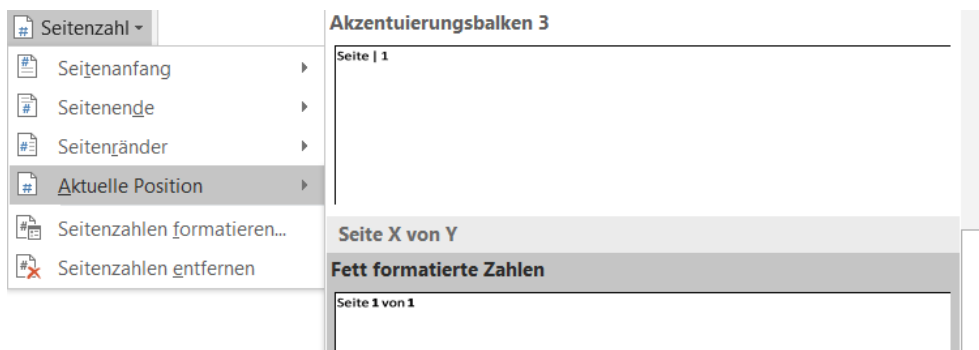 Seitenzahl
Seitenanfang
Seitenende
Seitenränder
Aktuelle Position
Seitenzahlen formatieren...
Seitenzahlen entfernen
Akzentuierungsbalken 3
Seite | 1
Seite X von Y
Fett formatierte Zahlen
Seite 1 von 1